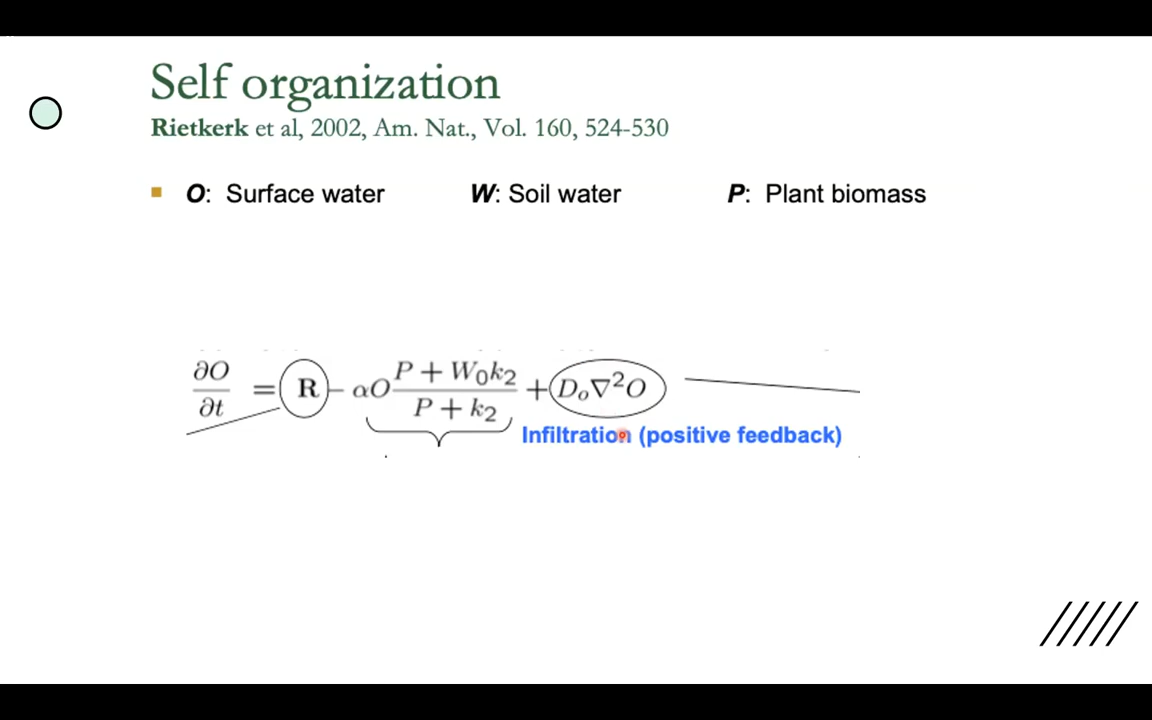 Self organization
Rietkerk et al, 2002, Am. Nat., Vol. 160, 524-530
O: Surface water W: Soil water P: Plant biomass
∂O/∂t = R − αO (P + W₀k₂)/(P + k₂) + Dₒ∇²O
Infiltration (positive feedback)